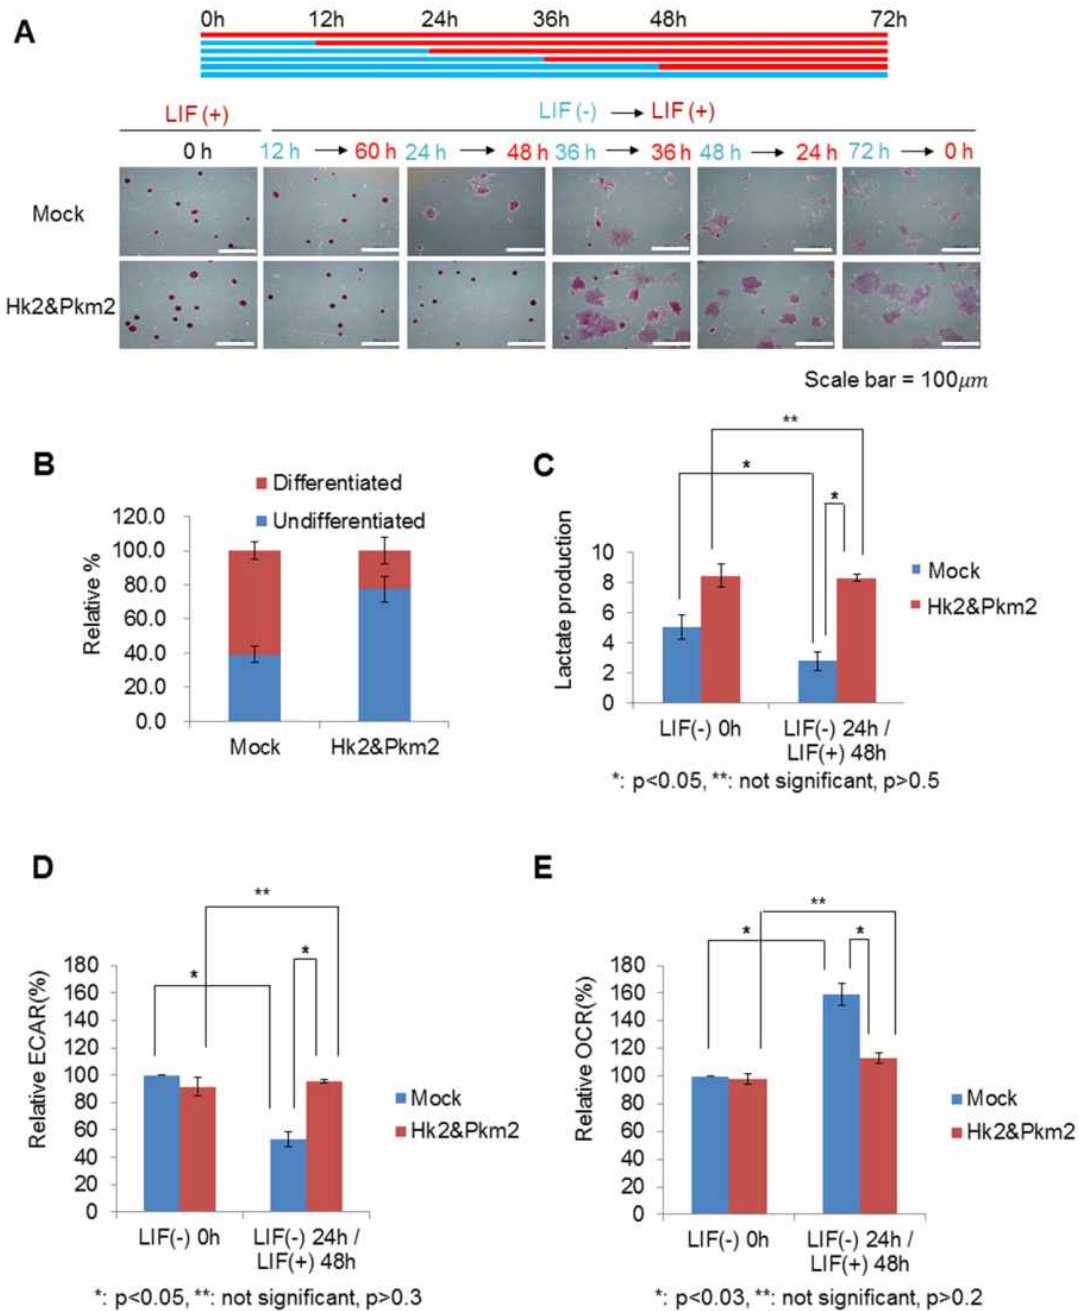 A
0h 12h 24h 36h 48h 72h
LIF (+) LIF (-) → LIF (+)
0 h 12 h → 60 h 24 h → 48 h 36 h → 36 h 48 h → 24 h 72 h → 0 h
Mock
Hk2&Pkm2
Scale bar = 100μm
B
Differentiated
Undifferentiated
Relative %
120.0
100.0
80.0
60.0
40.0
20.0
0.0
Mock Hk2&Pkm2
C
**
*
*
Lactate production
10
8
6
4
2
0
Mock
Hk2&Pkm2
LIF(-) 0h LIF(-) 24h /
LIF(+) 48h
*: p<0.05, **: not significant, p>0.5
D
**
*
*
Relative ECAR(%)
180
160
140
120
100
80
60
40
20
0
Mock
Hk2&Pkm2
LIF(-) 0h LIF(-) 24h /
LIF(+) 48h
*: p<0.05, **: not significant, p>0.3
E
**
*
*
Relative OCR(%)
180
160
140
120
100
80
60
40
20
0
Mock
Hk2&Pkm2
LIF(-) 0h LIF(-) 24h /
LIF(+) 48h
*: p<0.03, **: not significant, p>0.2